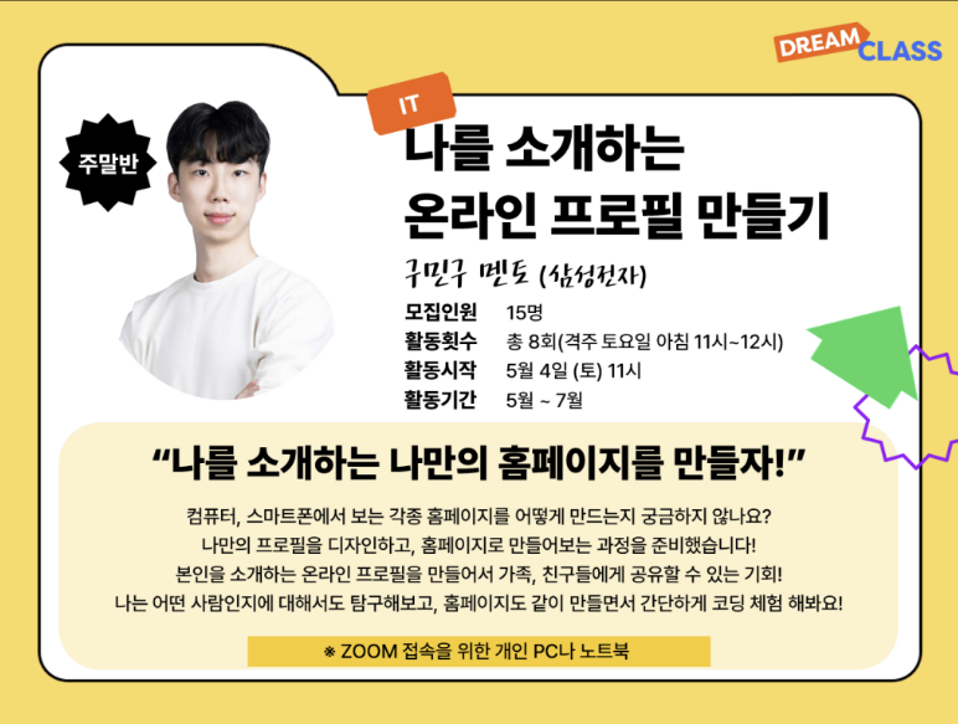 DREAM CLASS
IT
주말반
나를 소개하는
온라인 프로필 만들기
구민구 멘토 (삼성전자)
모집인원 15명
활동횟수 총 8회(격주 토요일 아침 11시~12시)
활동시작 5월 4일 (토) 11시
활동기간 5월 ~ 7월
“나를 소개하는 나만의 홈페이지를 만들자!”
컴퓨터, 스마트폰에서 보는 각종 홈페이지를 어떻게 만드는지 궁금하지 않나요?
나만의 프로필을 디자인하고, 홈페이지로 만들어보는 과정을 준비했습니다!
본인을 소개하는 온라인 프로필을 만들어서 가족, 친구들에게 공유할 수 있는 기회!
나는 어떤 사람인지에 대해서도 탐구해보고, 홈페이지도 같이 만들면서 간단하게 코딩 체험 해봐요!
※ ZOOM 접속을 위한 개인 PC나 노트북